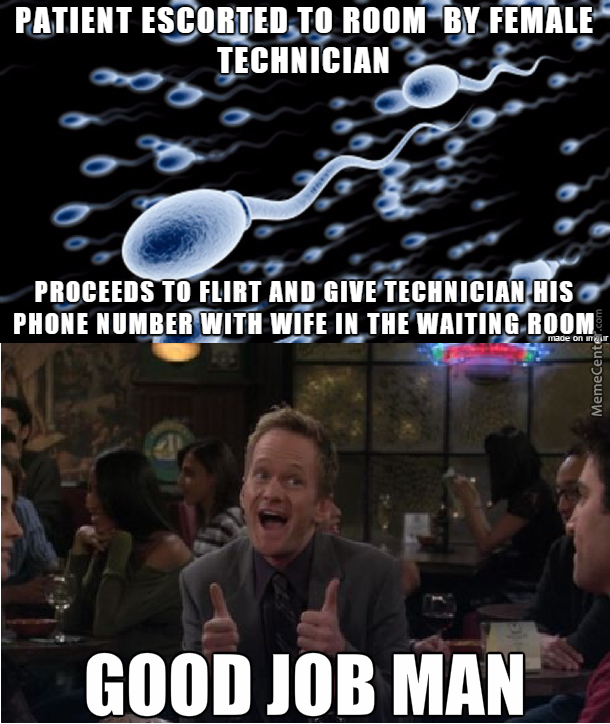 PATIENT ESCORTED TO ROOM BY FEMALE
TECHNICIAN
PROCEEDS TO FLIRT AND GIVE TECHNICIAN HIS
PHONE NUMBER WITH WIFE IN THE WAITING ROOM
made on imgur
MemeCenter.com
GOOD JOB MAN